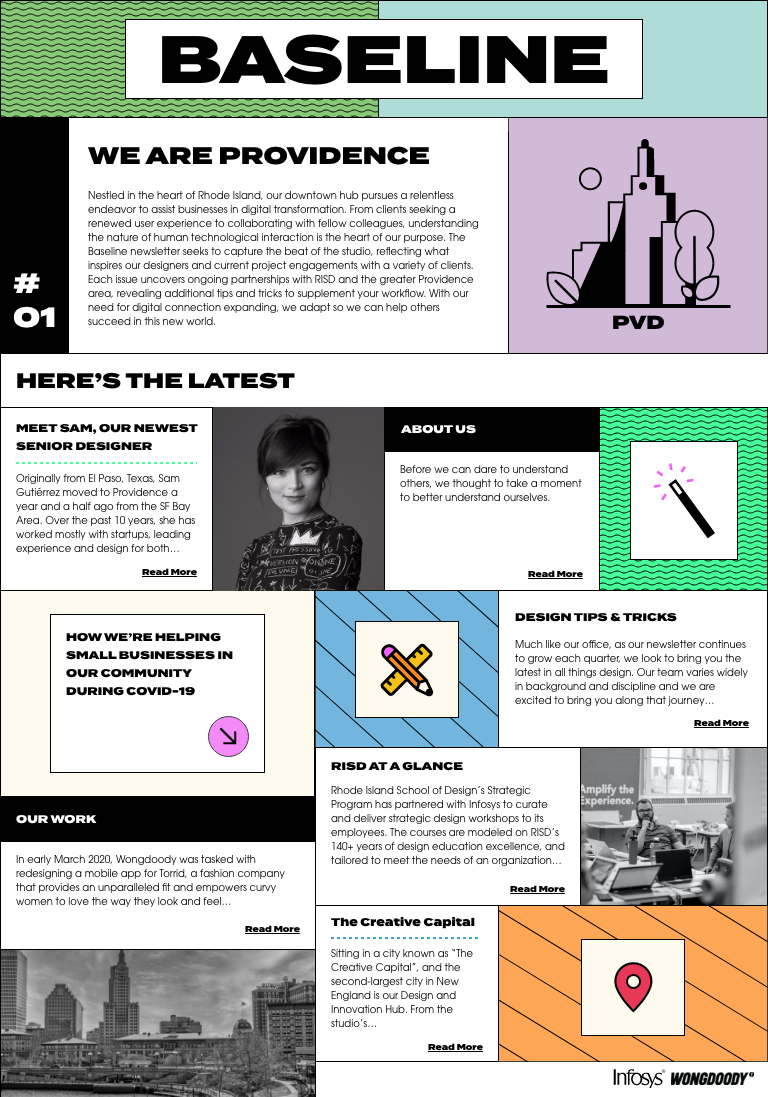 BASELINE
WE ARE PROVIDENCE
Nestled in the heart of Rhode Island, our downtown hub pursues a relentless
endeavor to assist businesses in digital transformation. From clients seeking a
renewed user experience to collaborating with fellow colleagues, understanding
the nature of human technological interaction is the heart of our purpose. The
Baseline newsletter seeks to capture the beat of the studio, reflecting what
inspires our designers and current project engagements with a variety of clients.
Each issue uncovers ongoing partnerships with RISD and the greater Providence
area, revealing additional tips and tricks to supplement your workflow. With our
need for digital connection expanding, we adapt so we can help others
succeed in this new world.
#
01
PVD
HERE’S THE LATEST
MEET SAM, OUR NEWEST
SENIOR DESIGNER
Originally from El Paso, Texas, Sam
Gutiérrez moved to Providence a
year and a half ago from the SF Bay
Area. Over the past 10 years, she has
worked mostly with startups, leading
experience and design for both…
Read More
ABOUT US
Before we can dare to understand
others, we thought to take a moment
to better understand ourselves.
Read More
HOW WE’RE HELPING
SMALL BUSINESSES IN
OUR COMMUNITY
DURING COVID-19
DESIGN TIPS & TRICKS
Much like our office, as our newsletter continues
to grow each quarter, we look to bring you the
latest in all things design. Our team varies widely
in background and discipline and we are
excited to bring you along that journey…
Read More
RISD AT A GLANCE
Rhode Island School of Design’s Strategic
Program has partnered with Infosys to curate
and deliver strategic design workshops to its
employees. The courses are modeled on RISD’s
140+ years of design education excellence, and
tailored to meet the needs of an organization…
Read More
Amplify the
Experience.
OUR WORK
In early March 2020, Wongdoody was tasked with
redesigning a mobile app for Torrid, a fashion company
that provides an unparalleled fit and empowers curvy
women to love the way they look and feel…
Read More
The Creative Capital
Sitting in a city known as “The
Creative Capital”, and the
second-largest city in New
England is our Design and
Innovation Hub. From the
studio’s…
Read More
Infosys® WONGDOODY